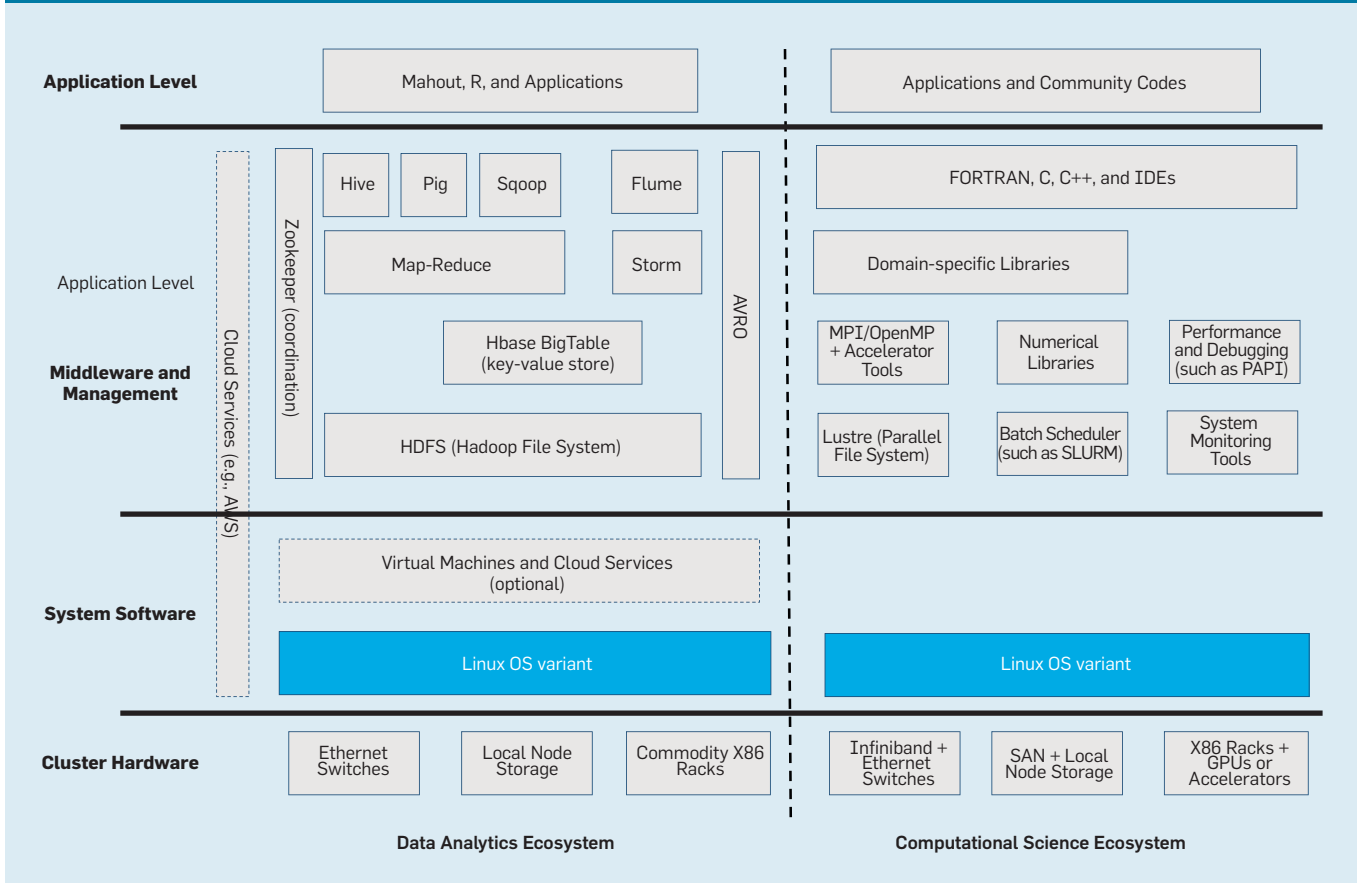 Application Level
Mahout, R, and Applications
Applications and Community Codes
Cloud Services (e.g., AWS)
Zookeeper (coordination)
Hive
Pig
Sqoop
Flume
AVRO
FORTRAN, C, C++, and IDEs
Application Level
Map-Reduce
Storm
Domain-specific Libraries
Middleware and
Management
Hbase BigTable
(key-value store)
MPI/OpenMP
+ Accelerator
Tools
Numerical
Libraries
Performance
and Debugging
(such as PAPI)
HDFS (Hadoop File System)
Lustre (Parallel
File System)
Batch Scheduler
(such as SLURM)
System
Monitoring
Tools
System Software
Virtual Machines and Cloud Services
(optional)
Linux OS variant
Linux OS variant
Cluster Hardware
Ethernet
Switches
Local Node
Storage
Commodity X86
Racks
Infiniband +
Ethernet
Switches
SAN + Local
Node Storage
X86 Racks +
GPUs or
Accelerators
Data Analytics Ecosystem
Computational Science Ecosystem